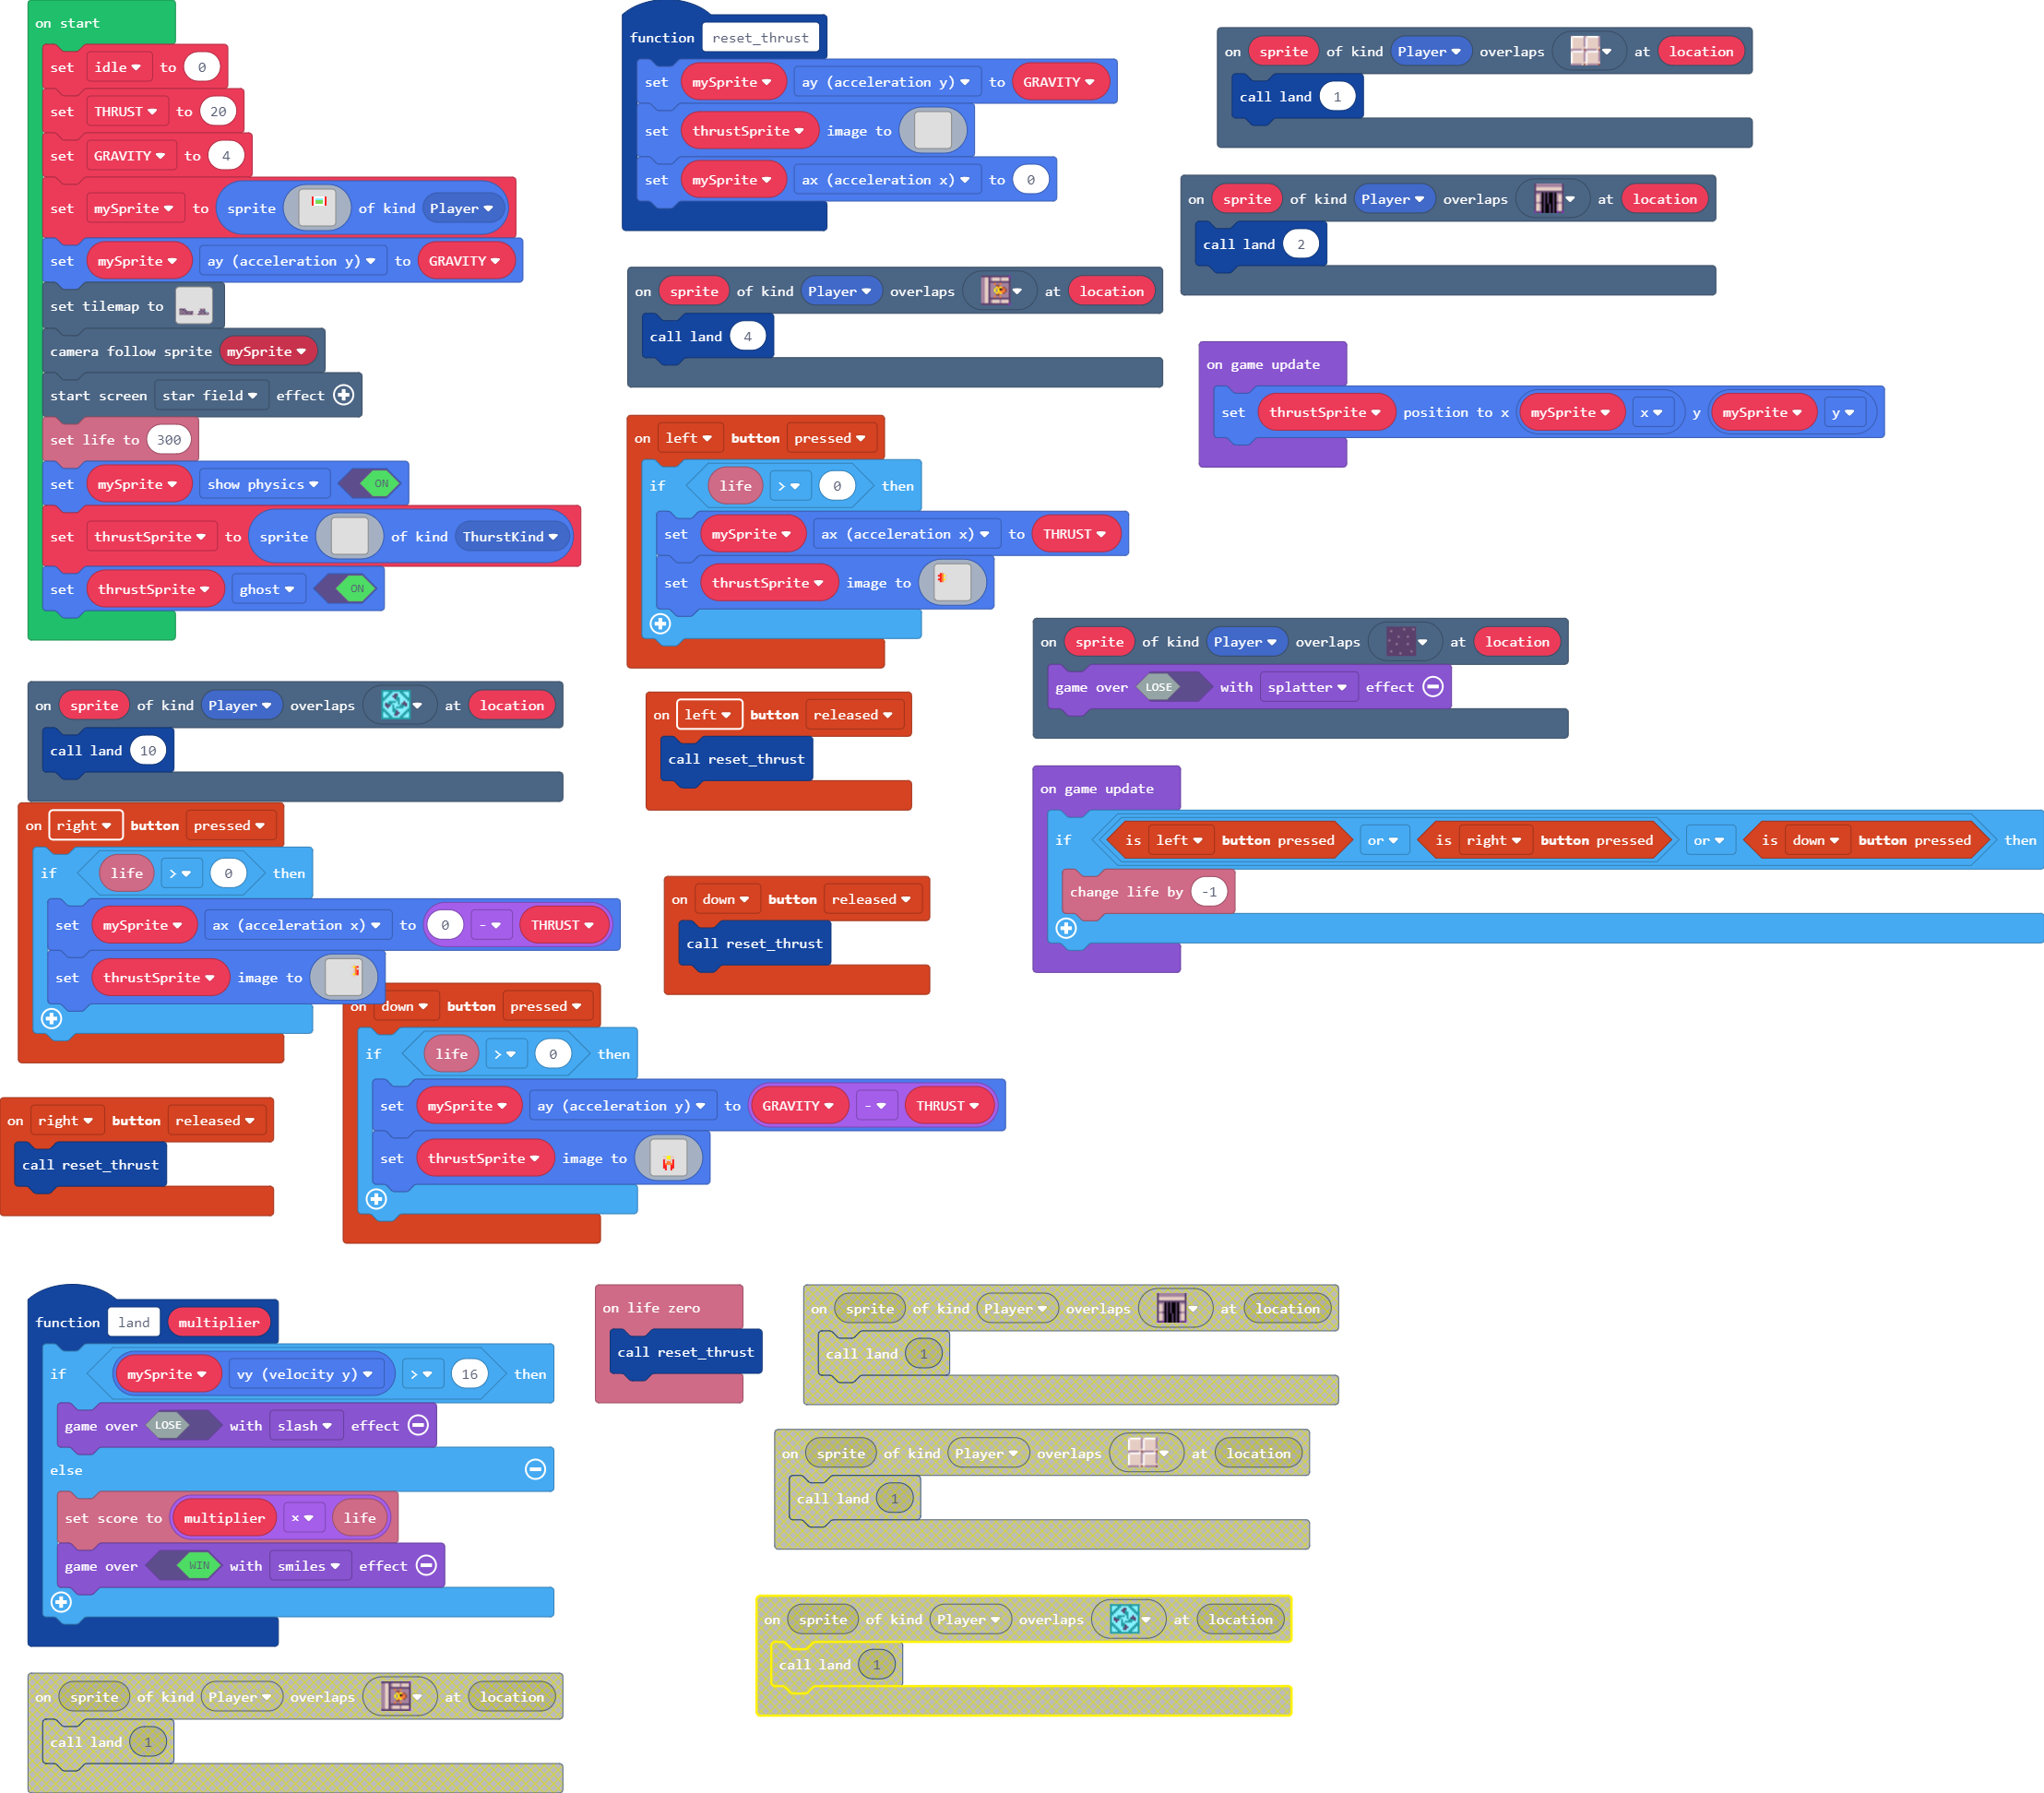 on start
set idle to 0
set THRUST to 20
set GRAVITY to 4
set mySprite to sprite of kind Player
set mySprite ay (acceleration y) to GRAVITY
set tilemap to
camera follow sprite mySprite
start screen star field effect
set life to 300
set mySprite show physics ON
set thrustSprite to sprite of kind ThurstKind
set thrustSprite ghost ON
function reset_thrust
set mySprite ay (acceleration y) to GRAVITY
set thrustSprite image to
set mySprite ax (acceleration x) to 0
on sprite of kind Player overlaps at location
call land 1
on sprite of kind Player overlaps at location
call land 2
on sprite of kind Player overlaps at location
call land 4
on game update
set thrustSprite position to x mySprite x y mySprite y
on left button pressed
if life > 0 then
set mySprite ax (acceleration x) to THRUST
set thrustSprite image to
on sprite of kind Player overlaps at location
game over LOSE with splatter effect
on sprite of kind Player overlaps at location
call land 10
on left button released
call reset_thrust
on game update
if is left button pressed or is right button pressed or is down button pressed then
change life by -1
on right button pressed
if life > 0 then
set mySprite ax (acceleration x) to 0 - THRUST
set thrustSprite image to
on down button released
call reset_thrust
on down button pressed
if life > 0 then
set mySprite ay (acceleration y) to GRAVITY - THRUST
set thrustSprite image to
on right button released
call reset_thrust
function land multiplier
if mySprite vy (velocity y) > 16 then
game over LOSE with slash effect
else
set score to multiplier × life
game over WIN with smiles effect
on life zero
call reset_thrust
on sprite of kind Player overlaps at location
call land 1
on sprite of kind Player overlaps at location
call land 1
on sprite of kind Player overlaps at location
call land 1
on sprite of kind Player overlaps at location
call land 1